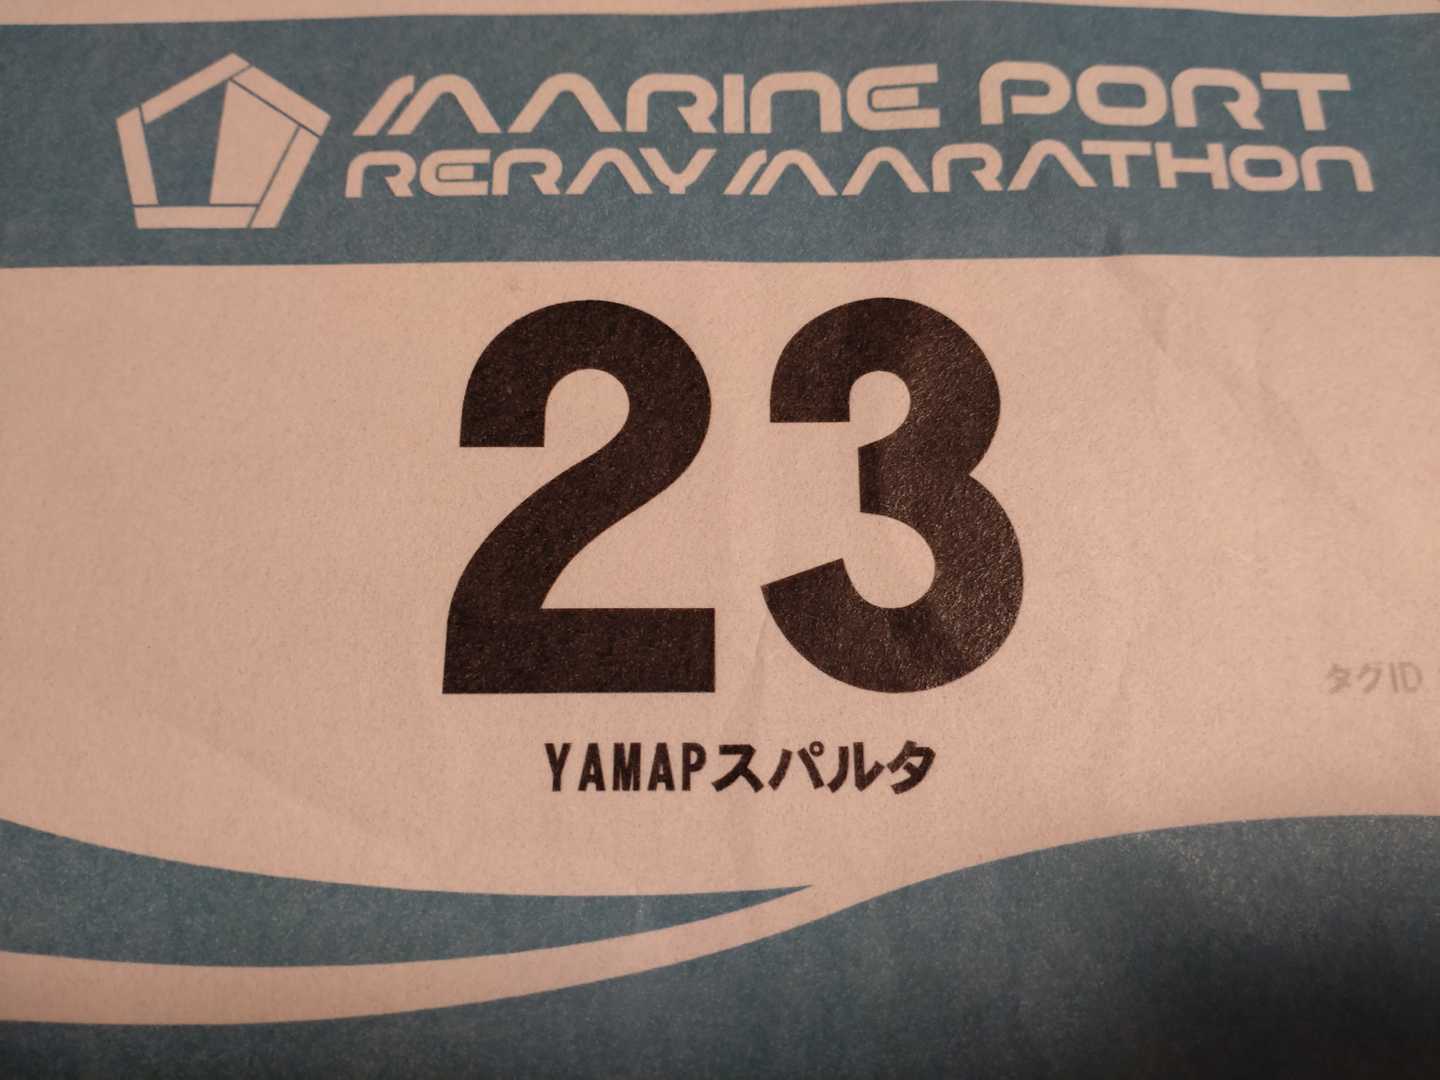 MARINE PORT
RERAY MARATHON
23
タグID
YAMAPスパルタ